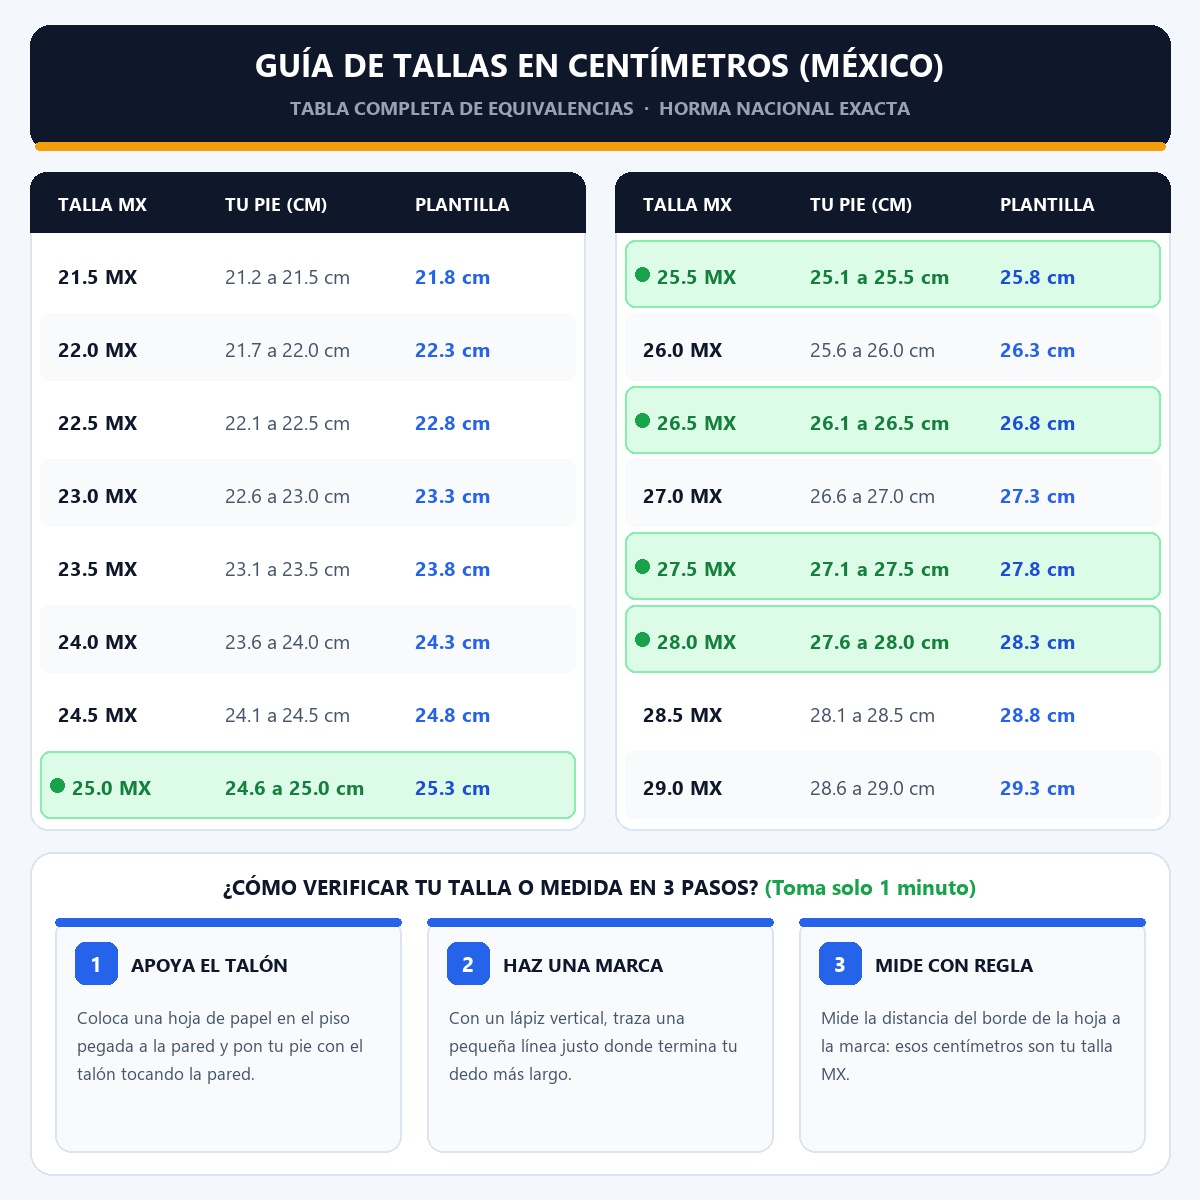 GUÍA DE TALLAS EN CENTÍMETROS (MÉXICO)
TABLA COMPLETA DE EQUIVALENCIAS · HORMA NACIONAL EXACTA
TALLA MX TU PIE (CM) PLANTILLA
21.5 MX 21.2 a 21.5 cm 21.8 cm
22.0 MX 21.7 a 22.0 cm 22.3 cm
22.5 MX 22.1 a 22.5 cm 22.8 cm
23.0 MX 22.6 a 23.0 cm 23.3 cm
23.5 MX 23.1 a 23.5 cm 23.8 cm
24.0 MX 23.6 a 24.0 cm 24.3 cm
24.5 MX 24.1 a 24.5 cm 24.8 cm
25.0 MX 24.6 a 25.0 cm 25.3 cm
TALLA MX TU PIE (CM) PLANTILLA
25.5 MX 25.1 a 25.5 cm 25.8 cm
26.0 MX 25.6 a 26.0 cm 26.3 cm
26.5 MX 26.1 a 26.5 cm 26.8 cm
27.0 MX 26.6 a 27.0 cm 27.3 cm
27.5 MX 27.1 a 27.5 cm 27.8 cm
28.0 MX 27.6 a 28.0 cm 28.3 cm
28.5 MX 28.1 a 28.5 cm 28.8 cm
29.0 MX 28.6 a 29.0 cm 29.3 cm
¿CÓMO VERIFICAR TU TALLA O MEDIDA EN 3 PASOS? (Toma solo 1 minuto)
1 APOYA EL TALÓN
Coloca una hoja de papel en el piso
pegada a la pared y pon tu pie con el
talón tocando la pared.
2 HAZ UNA MARCA
Con un lápiz vertical, traza una
pequeña línea justo donde termina tu
dedo más largo.
3 MIDE CON REGLA
Mide la distancia del borde de la hoja a
la marca: esos centímetros son tu talla
MX.